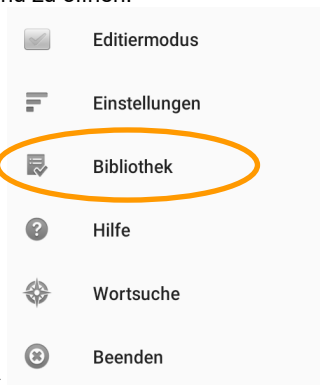 Editiermodus
Einstellungen
Bibliothek
Hilfe
Wortsuche
Beenden